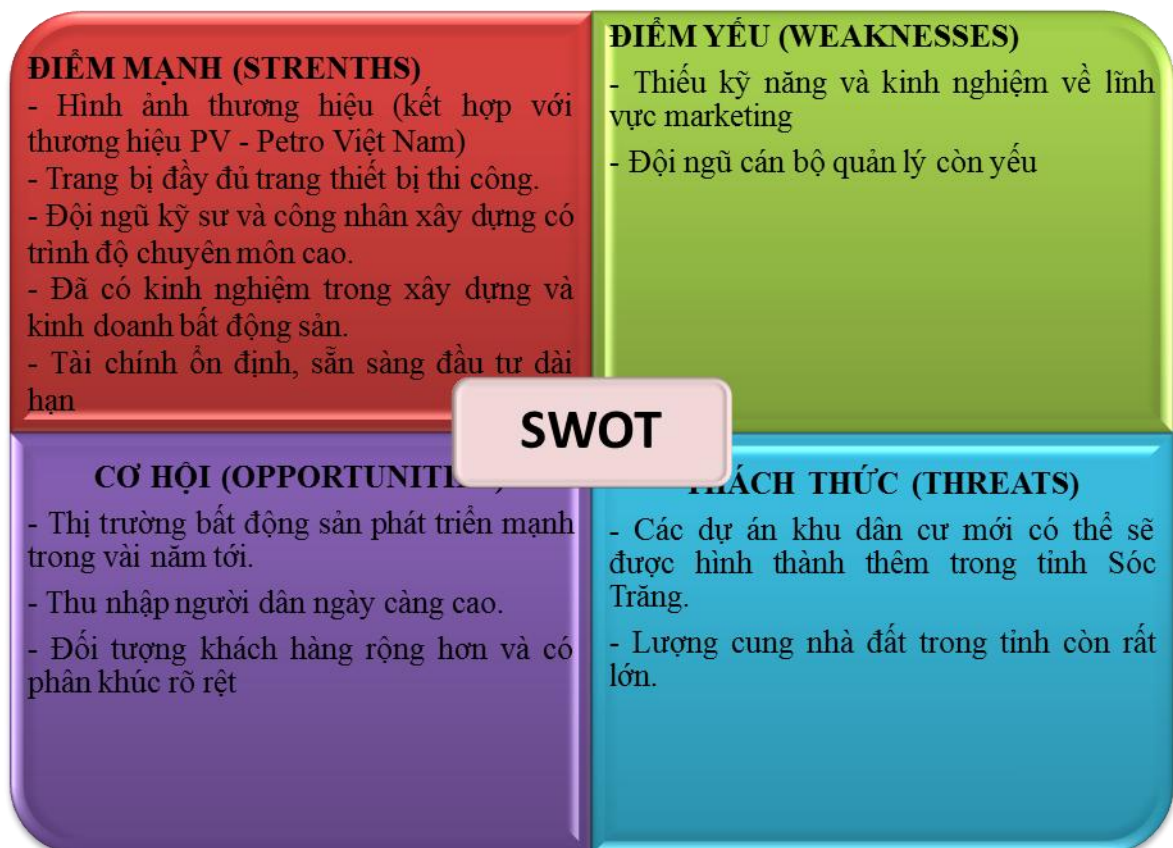 ĐIỂM MẠNH (STRENTHS)
- Hình ảnh thương hiệu (kết hợp với
thương hiệu PV - Petro Việt Nam)
- Trang bị đầy đủ trang thiết bị thi công.
- Đội ngũ kỹ sư và công nhân xây dựng có
trình độ chuyên môn cao.
- Đã có kinh nghiệm trong xây dựng và
kinh doanh bất động sản.
- Tài chính ổn định, sẵn sàng đầu tư dài
hạn
ĐIỂM YẾU (WEAKNESSES)
- Thiếu kỹ năng và kinh nghiệm về lĩnh
vực marketing
- Đội ngũ cán bộ quản lý còn yếu
SWOT
CƠ HỘI
- Thị trường bất động sản phát triển mạnh
trong vài năm tới.
- Thu nhập người dân ngày càng cao.
- Đối tượng khách hàng rộng hơn và có
phân khúc rõ rệt
THỨC (THREATS)
- Các dự án khu dân cư mới có thể sẽ
được hình thành thêm trong tỉnh Sóc
Trăng.
- Lượng cung nhà đất trong tỉnh còn rất
lớn.